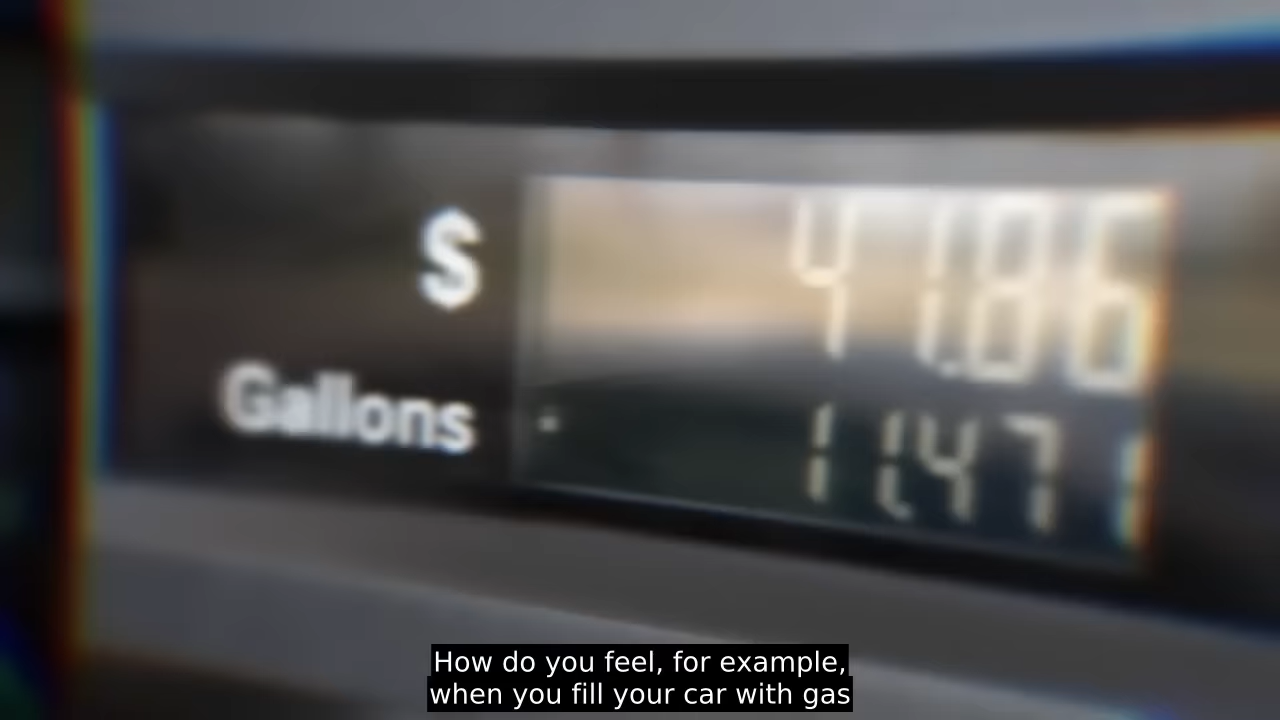 $ 41.86
Gallons 11.47
How do you feel, for example,
when you fill your car with gas